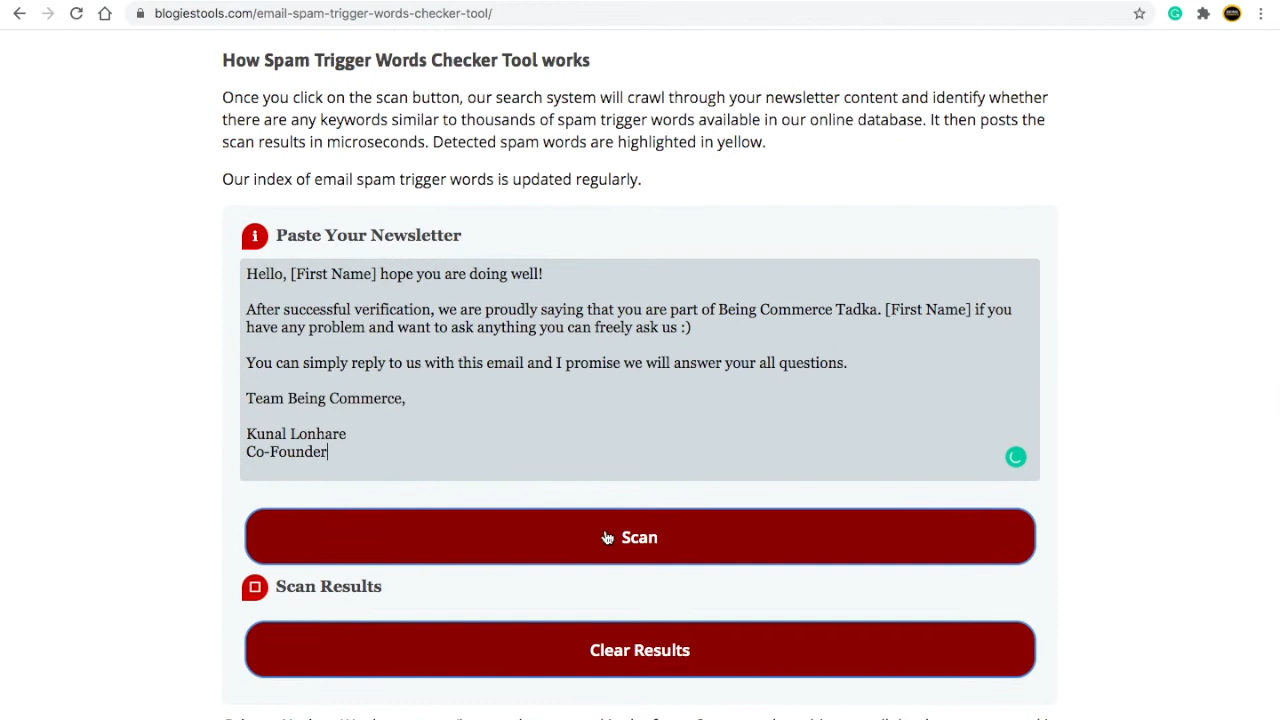 blogiestools.com/email-spam-trigger-words-checker-tool/
How Spam Trigger Words Checker Tool works
Once you click on the scan button, our search system will crawl through your newsletter content and identify whether
there are any keywords similar to thousands of spam trigger words available in our online database. It then posts the
scan results in microseconds. Detected spam words are highlighted in yellow.
Our index of email spam trigger words is updated regularly.
Paste Your Newsletter
Hello, [First Name] hope you are doing well!
After successful verification, we are proudly saying that you are part of Being Commerce Tadka. [First Name] if you
have any problem and want to ask anything you can freely ask us :)
You can simply reply to us with this email and I promise we will answer your all questions.
Team Being Commerce,
Kunal Lonhare
Co-Founder
Scan
Scan Results
Clear Results